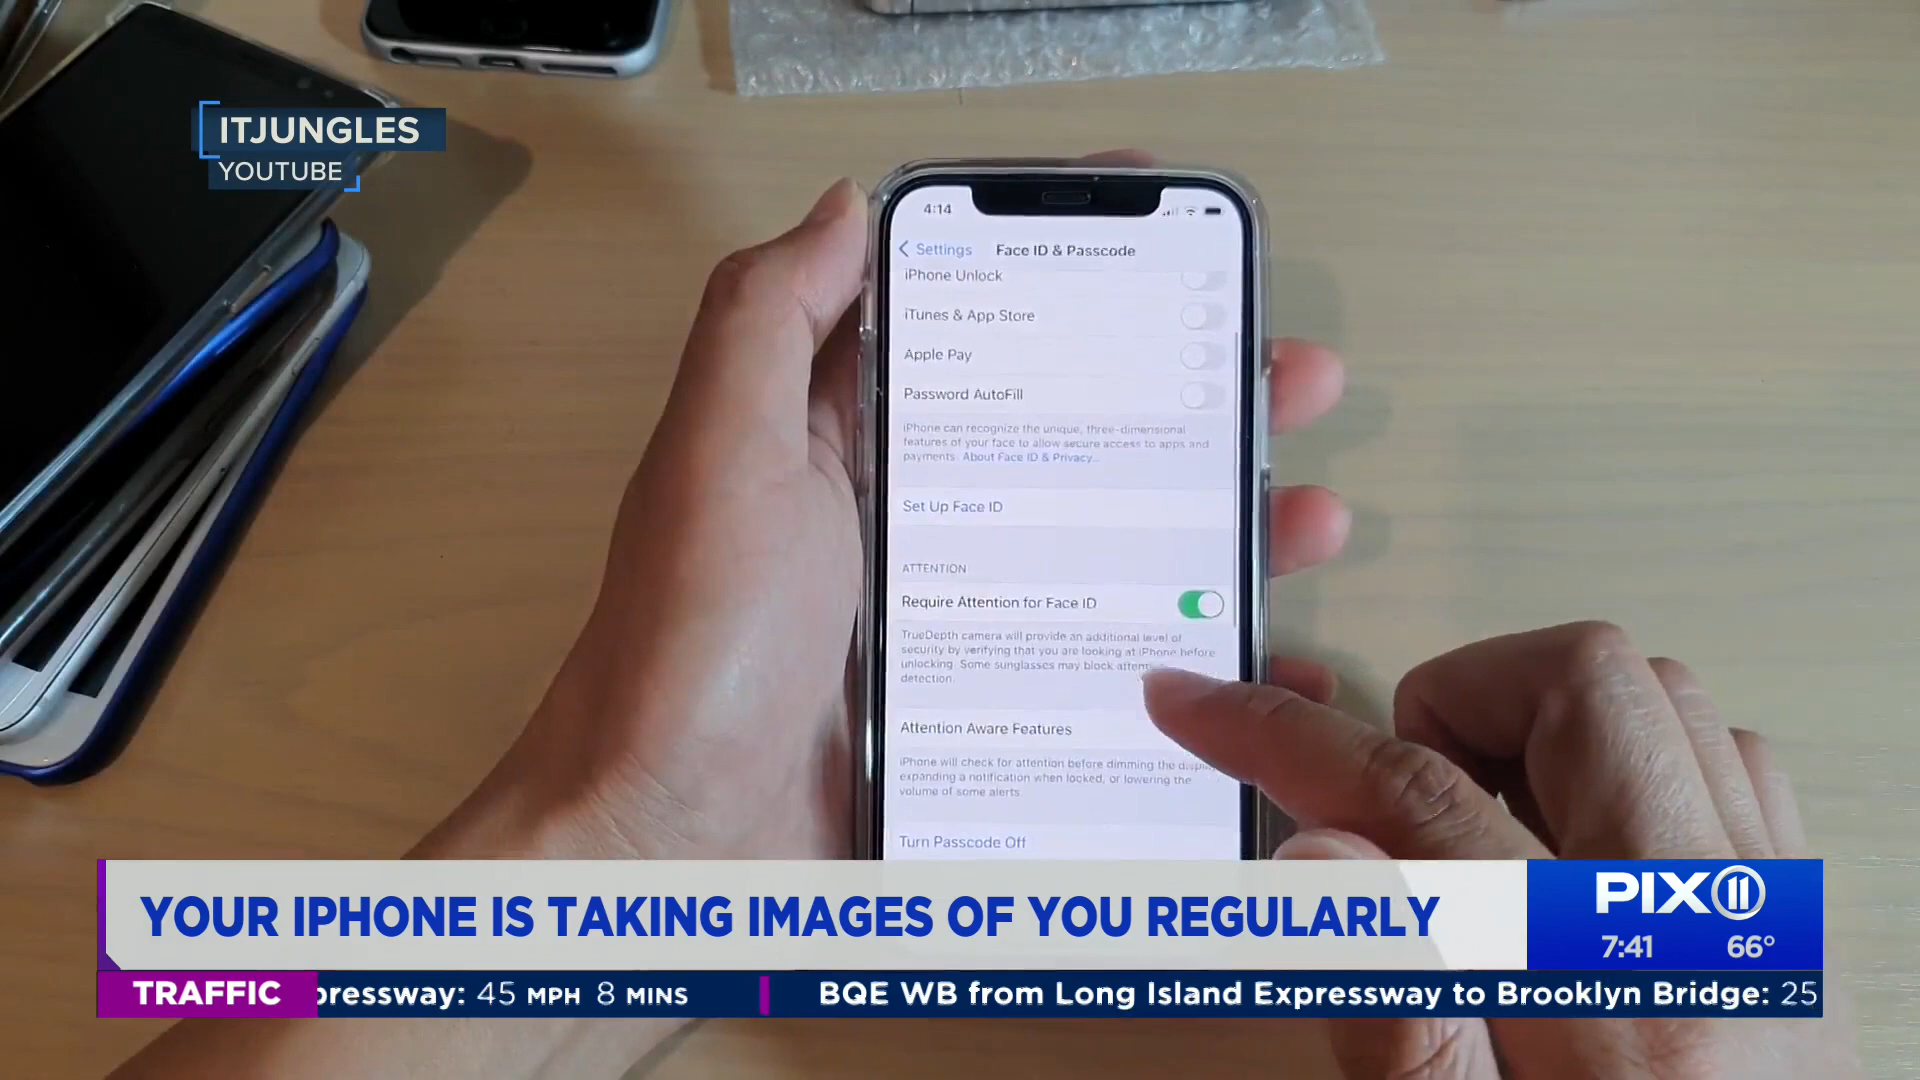 ITJUNGLES
YOUTUBE
4:14
Settings
Face ID & Passcode
iPhone Unlock
iTunes & App Store
Apple Pay
Password AutoFill
iPhone can recognize the unique, three-dimensional
features of your face to allow secure access to apps and
payments. About Face ID & Privacy...
Set Up Face ID
ATTENTION
Require Attention for Face ID
TrueDepth camera will provide an additional level of
security by verifying that you are looking at iPhone before
unlocking. Some sunglasses may block
detection.
Attention Aware Features
iPhone will check for attention before dimming the
expanding a notification when locked, or lowering the
volume of some alerts.
Turn Passcode Off
YOUR IPHONE IS TAKING IMAGES OF YOU REGULARLY
PIX 11
7:41 66°
TRAFFIC
pressway: 45 MPH 8 MINS
BQE WB from Long Island Expressway to Brooklyn Bridge: 25